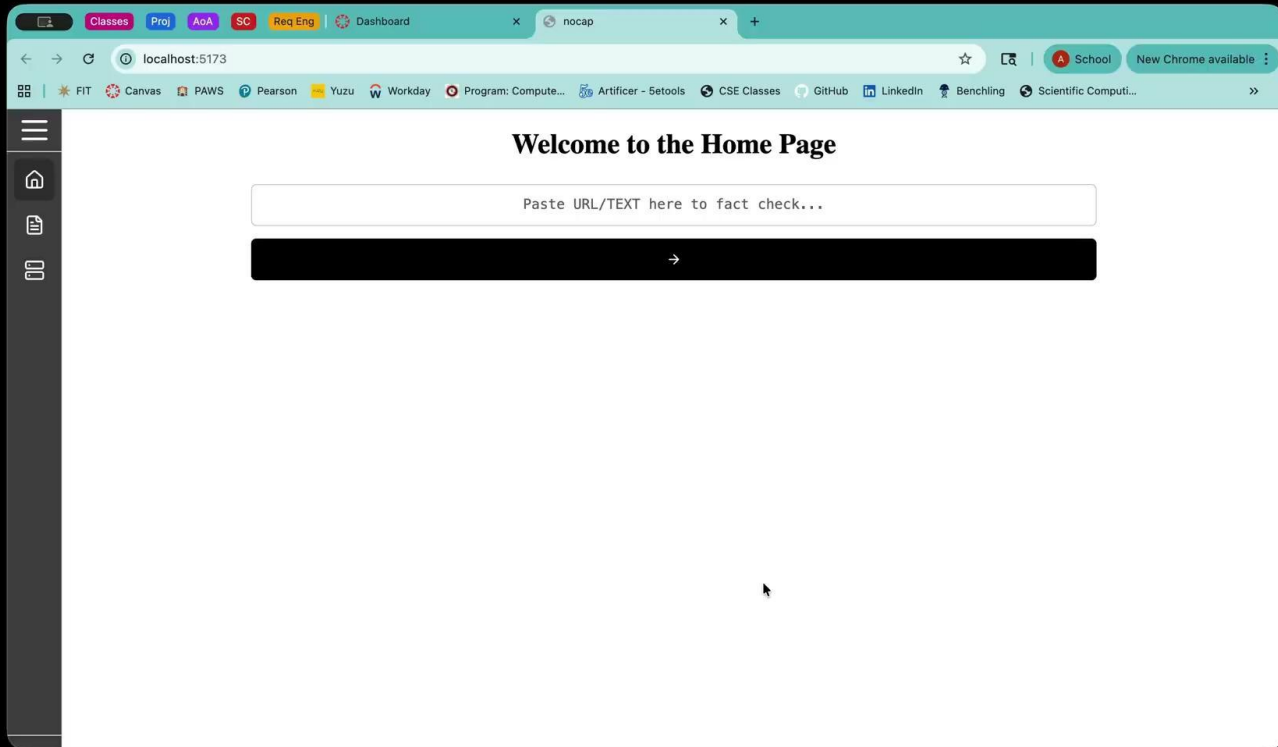 Classes Proj AoA SC Req Eng Dashboard nocap
localhost:5173 A School New Chrome available
FIT Canvas PAWS Pearson Yuzu Workday Program: Compute... Artificer - 5etools CSE Classes GitHub LinkedIn Benchling Scientific Computi... »
Welcome to the Home Page
Paste URL/TEXT here to fact check...